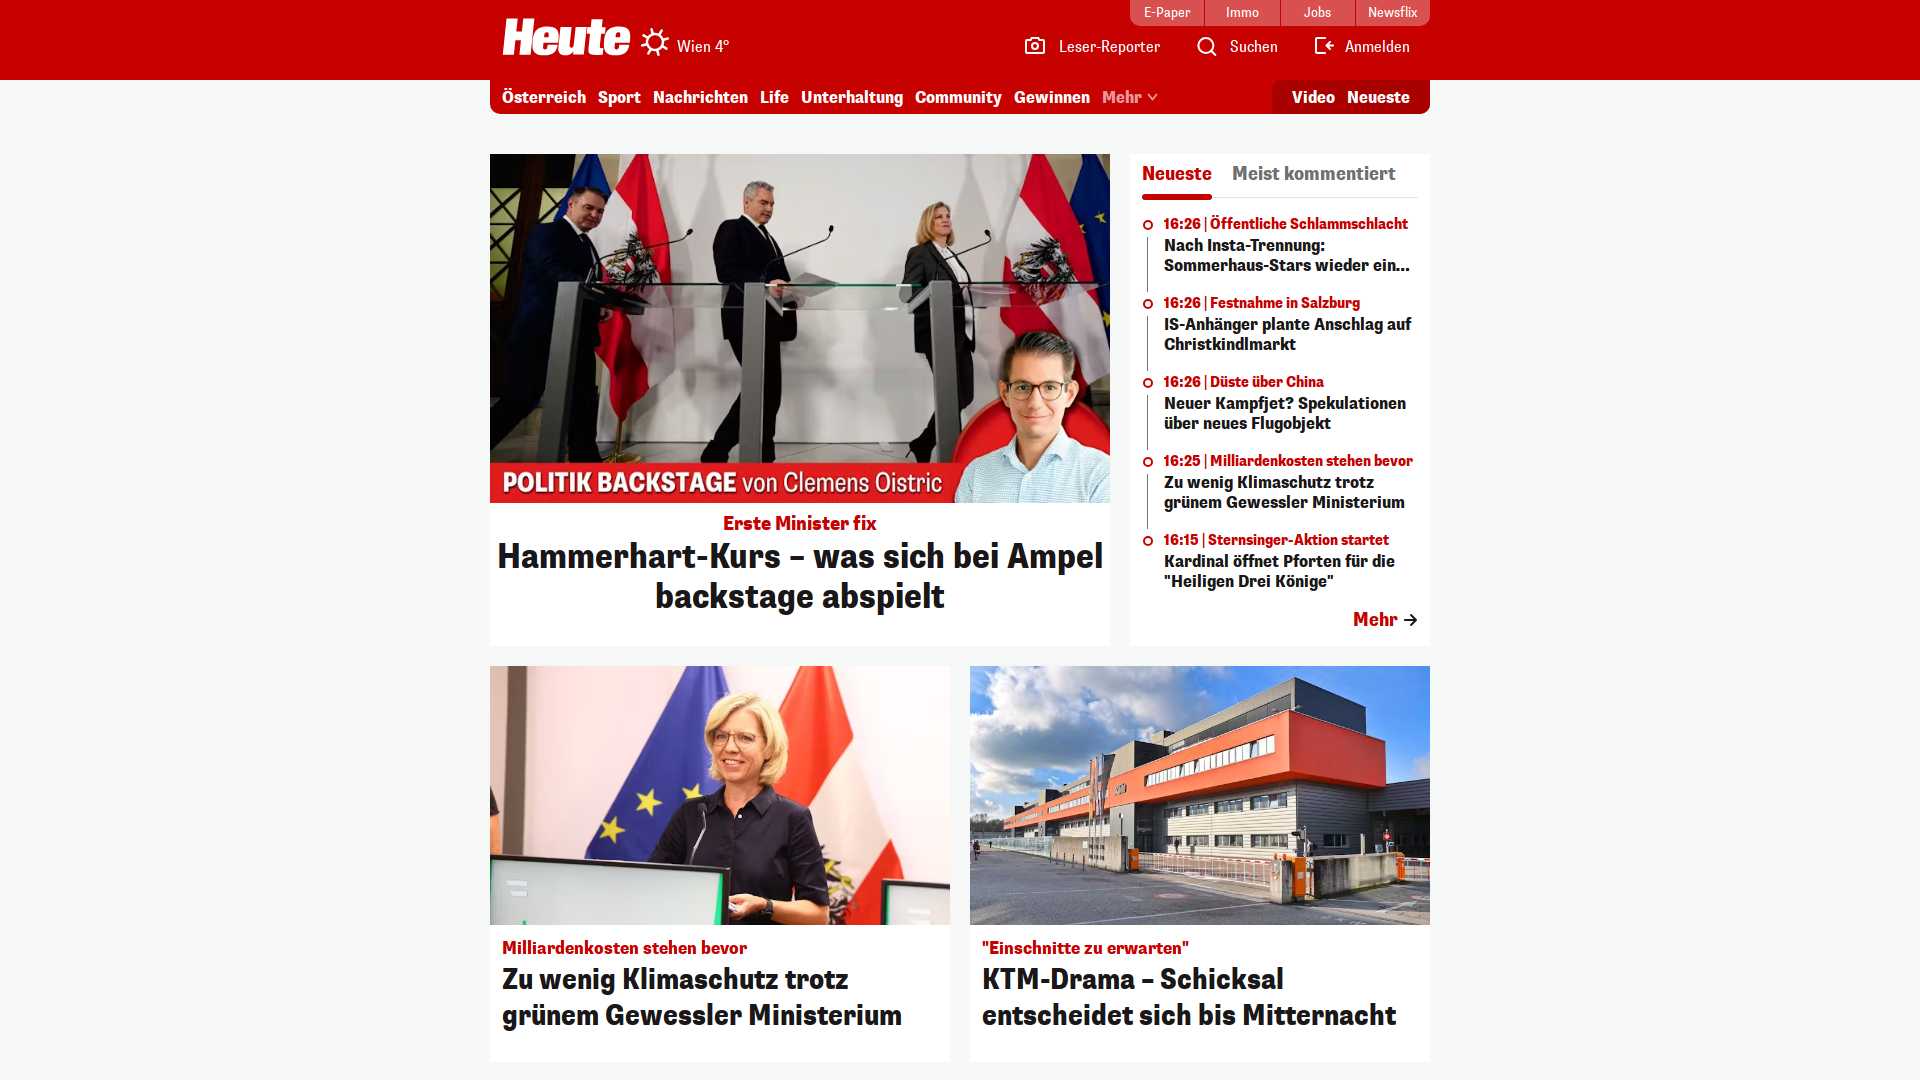 E-Paper
Immo
Jobs
Newsflix
Heute
Wien 4°
Leser-Reporter
Suchen
Anmelden
Österreich
Sport
Nachrichten
Life
Unterhaltung
Community
Gewinnen
Mehr
Video
Neueste
POLITIK BACKSTAGE von Clemens Oistric
Erste Minister fix
Hammerhart-Kurs – was sich bei Ampel
backstage abspielt
Neueste
Meist kommentiert
16:26 | Öffentliche Schlammschlacht
Nach Insta-Trennung:
Sommerhaus-Stars wieder ein...
16:26 | Festnahme in Salzburg
IS-Anhänger plante Anschlag auf
Christkindlmarkt
16:26 | Düste über China
Neuer Kampfjet? Spekulationen
über neues Flugobjekt
16:25 | Milliardenkosten stehen bevor
Zu wenig Klimaschutz trotz
grünem Gewessler Ministerium
16:15 | Sternsinger-Aktion startet
Kardinal öffnet Pforten für die
"Heiligen Drei Könige"
Mehr
Milliardenkosten stehen bevor
Zu wenig Klimaschutz trotz
grünem Gewessler Ministerium
"Einschnitte zu erwarten"
KTM-Drama – Schicksal
entscheidet sich bis Mitternacht